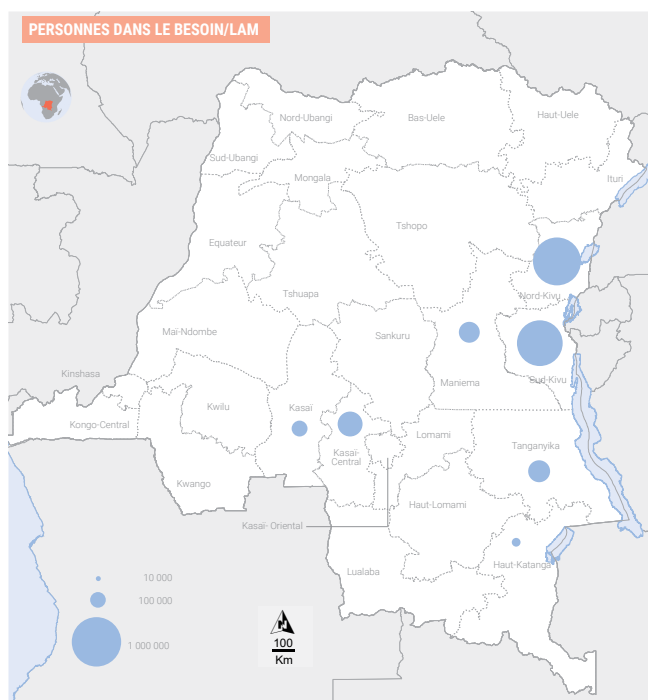 PERSONNES DANS LE BESOIN/LAM
Nord-Ubangi
Bas-Uele
Haut-Uele
Sud-Ubangi
Mongala
Ituri
Equateur
Tshopo
Tshuapa
Nord-Kivu
Maï-Ndombe
Sankuru
Kinshasa
Maniema
Sud-Kivu
Kwilu
Kasaï
Kongo-Central
Lomami
Kasaï-
Central
Tanganyika
Kwango
Haut-Lomami
Kasaï-Oriental
Haut-Katanga
Lualaba
10 000
100 000
1 000 000
N
100
Km